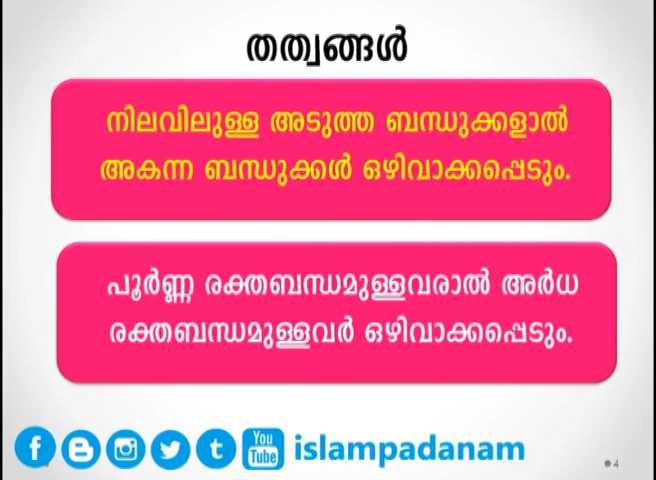 തത്വങ്ങൾ
നിലവിലുള്ള അടുത്ത ബന്ധുക്കളാൽ
അകന്ന ബന്ധുക്കൾ ഒഴിവാക്കപ്പെടും.
പൂർണ്ണ രക്തബന്ധമുള്ളവരാൽ അർധ
രക്തബന്ധമുള്ളവർ ഒഴിവാക്കപ്പെടും.
You
Tube
islampadanam
4